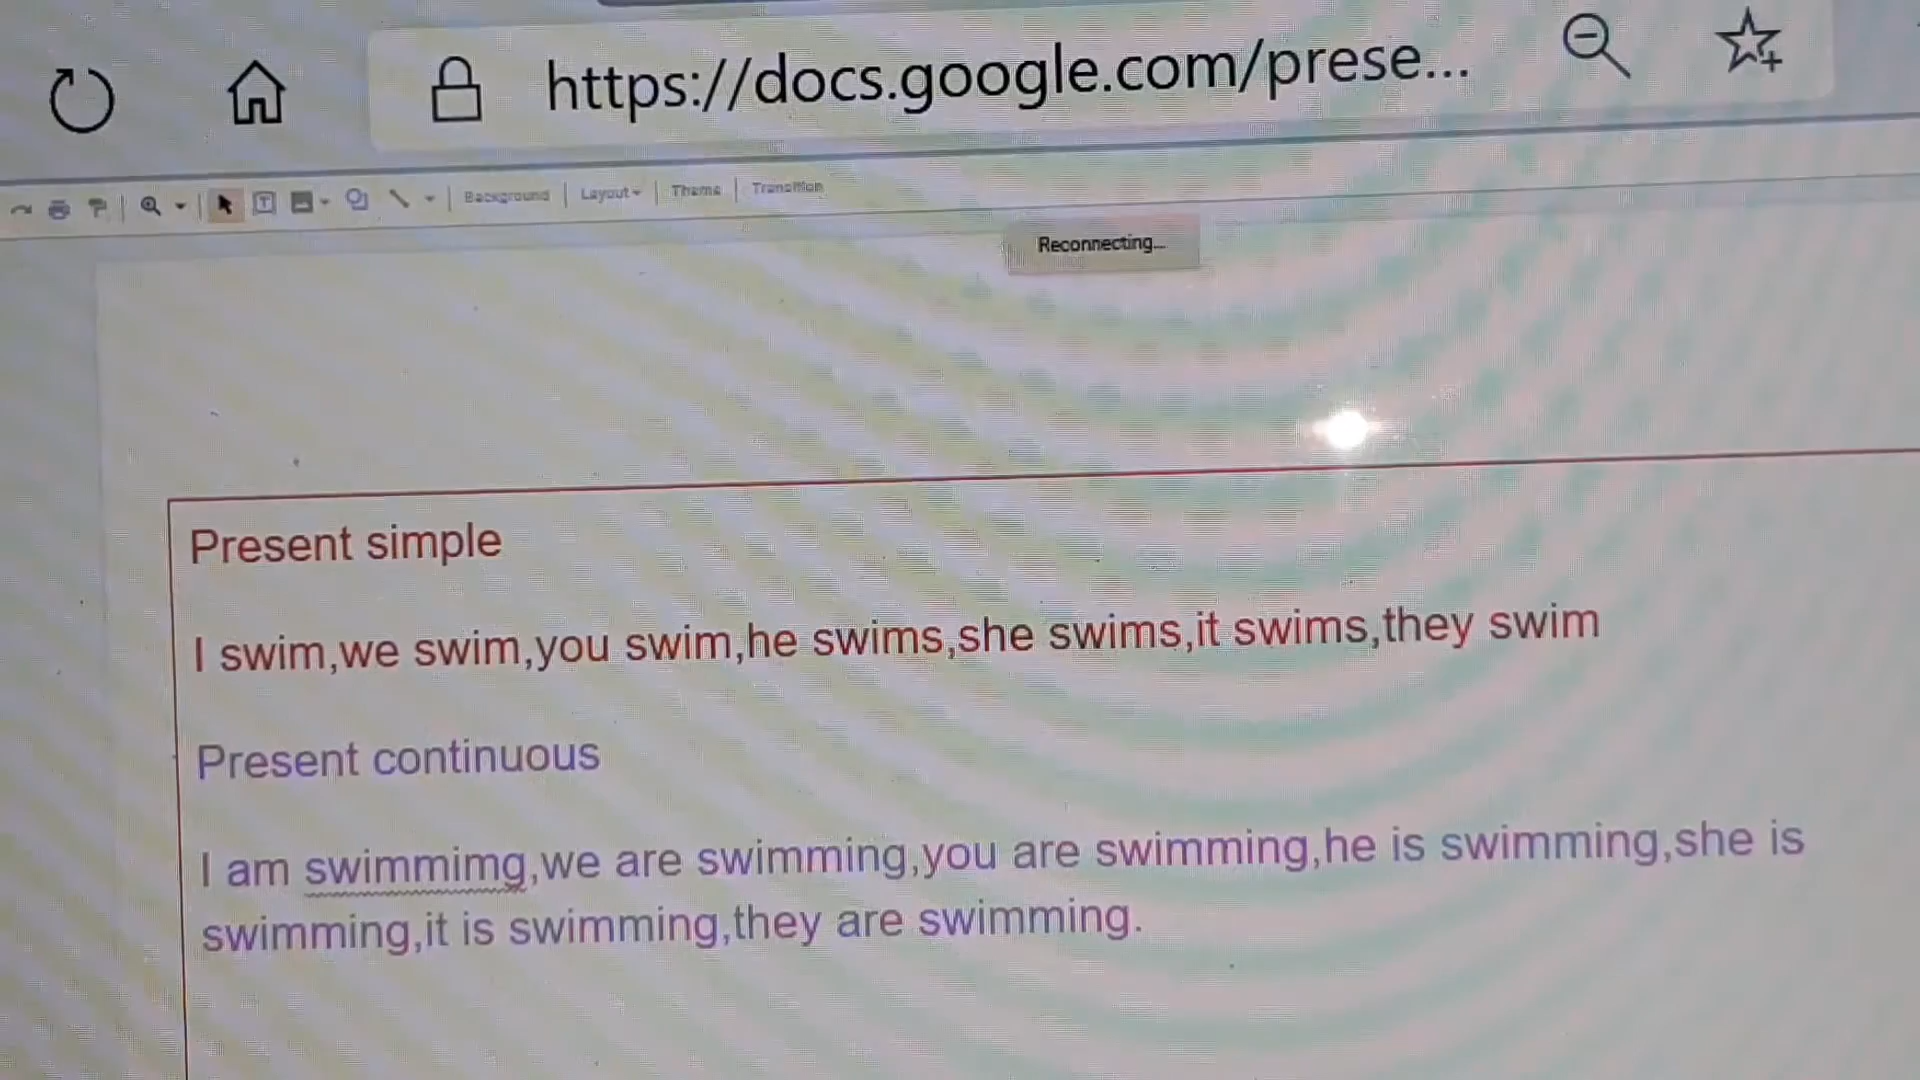 https://docs.google.com/prese...
Background Layout Theme Transition
Reconnecting...
Present simple
I swim,we swim,you swim,he swims,she swims,it swims,they swim
Present continuous
I am swimmimg,we are swimming,you are swimming,he is swimming,she is
swimming,it is swimming,they are swimming.